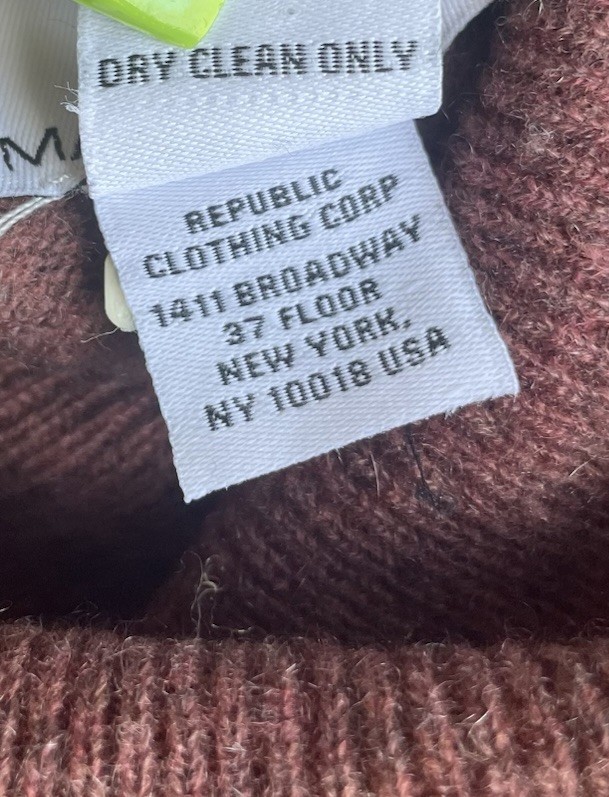 DRY CLEAN ONLY
REPUBLIC
CLOTHING CORP
1411 BROADWAY
37 FLOOR
NEW YORK,
NY 10018 USA